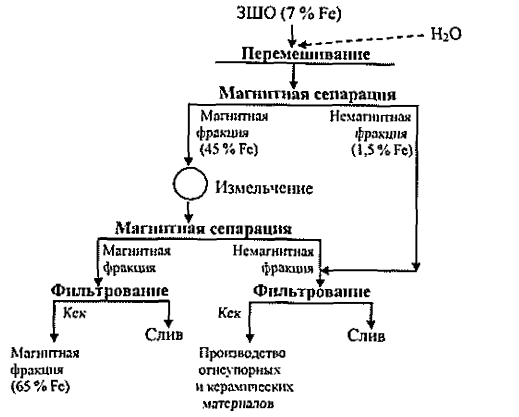 ЗШО (7 % Fe)
H₂O
Перемешивание
Магнитная сепарация
Магнитная
фракция
(45 % Fe)
Немагнитная
фракция
(1,5 % Fe)
Измельчение
Магнитная сепарация
Магнитная
фракция
Немагнитная
фракция
Фильтрование
Фильтрование
Кек
Слив
Кек
Слив
Магнитная
фракция
(65 % Fe)
Производство
огнеупорных
и керамических
материалов